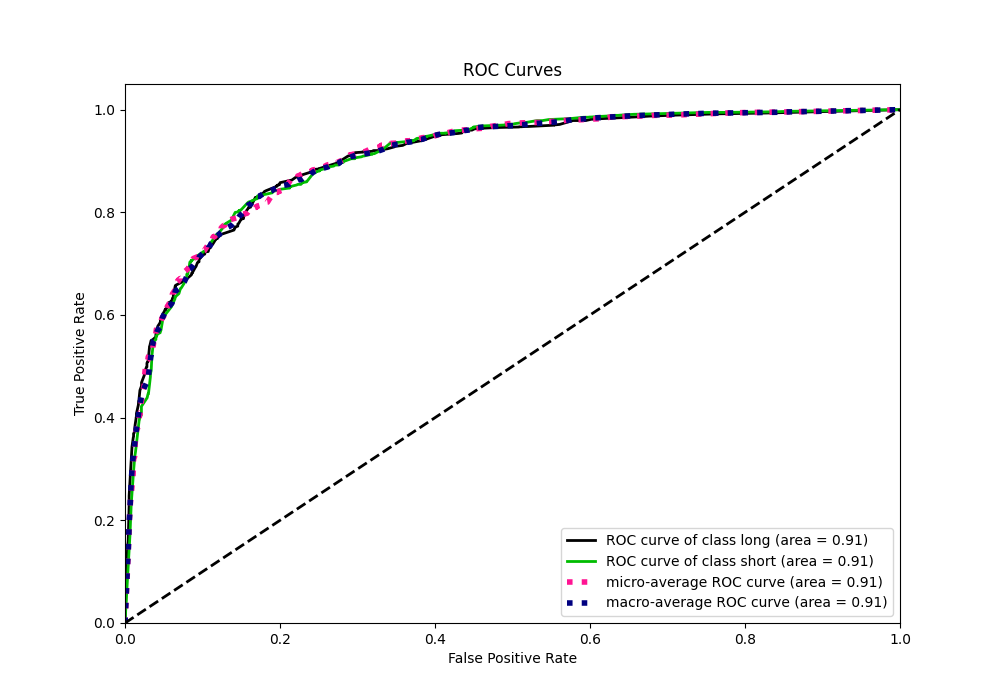 ROC Curves
1.0
0.8
0.6
0.4
0.2
0.0
True Positive Rate
0.0 0.2 0.4 0.6 0.8 1.0
False Positive Rate
ROC curve of class long (area = 0.91)
ROC curve of class short (area = 0.91)
micro-average ROC curve (area = 0.91)
macro-average ROC curve (area = 0.91)